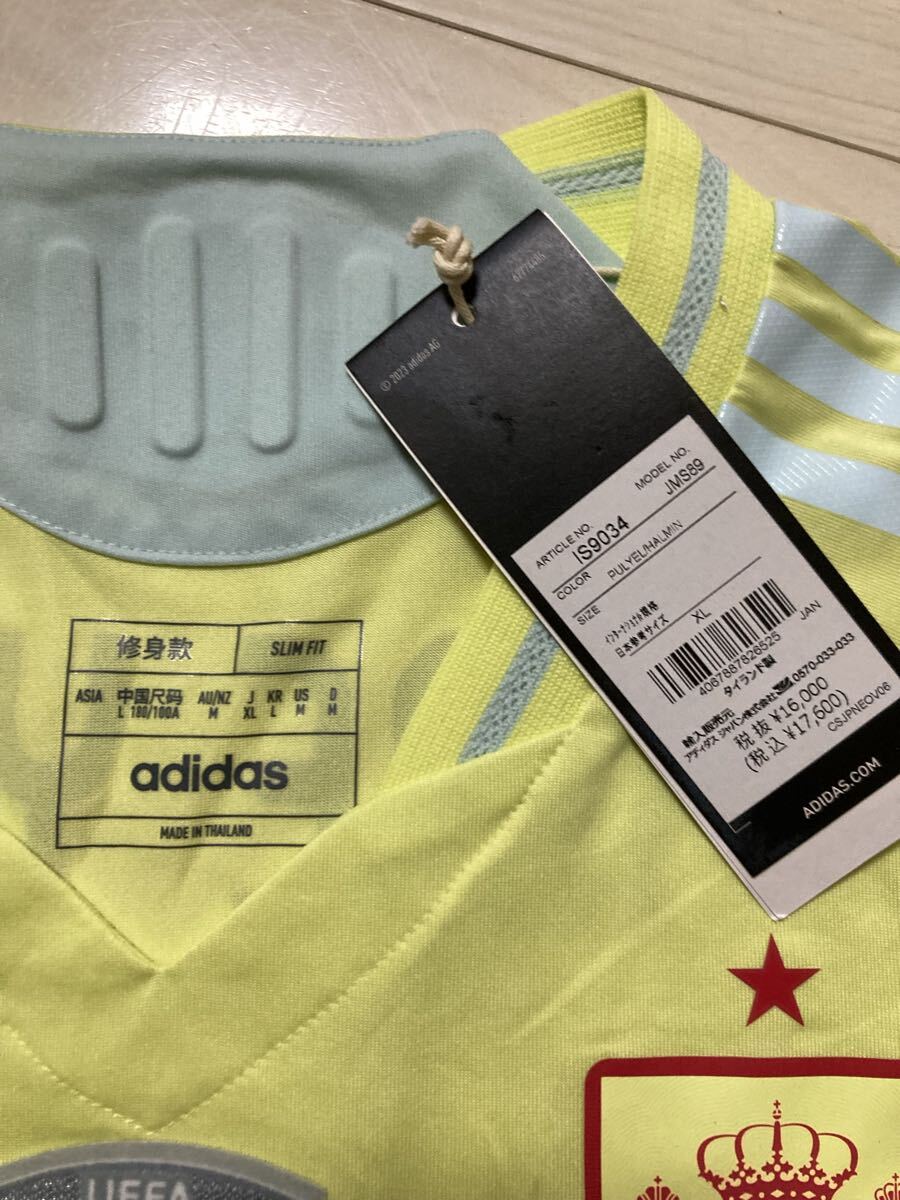 © 2023 adidas AG
ARTICLE NO.
MODEL NO.
IS9034
JMS89
COLOR
PULYEL/HALMIN
SIZE
インターナショナル規格
日本参考サイズ
XL
JAN
4067887826525
タイランド製
輸入販売元
アディダス ジャパン株式会社 0570-033-033
税抜 ¥16,000
(税込 ¥17,600)
CSJPNEOV06
ADIDAS.COM
修身款
SLIM FIT
ASIA 中国尺码 AU/NZ J KR US D
L 180/100A M XL L M M
adidas
MADE IN THAILAND
UEFA